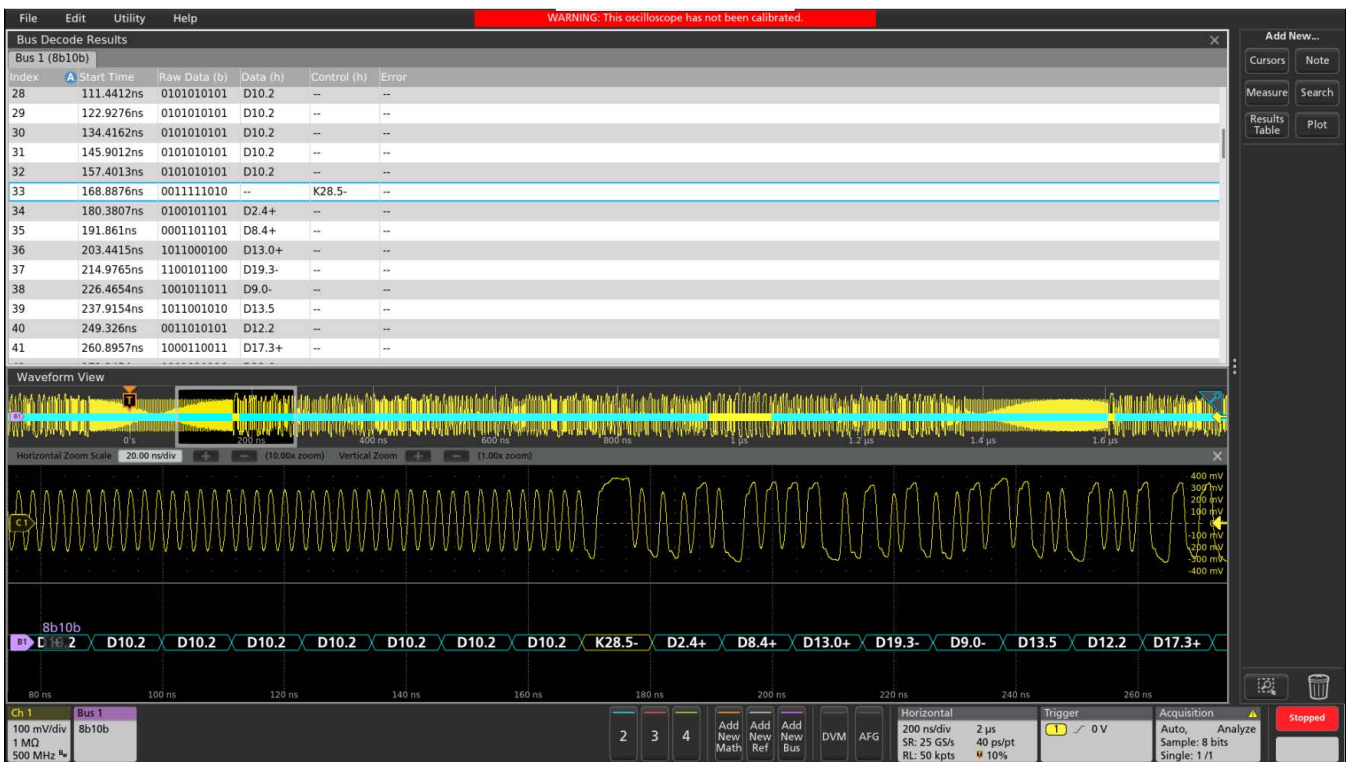 File Edit Utility Help
WARNING: This oscilloscope has not been calibrated.
Add New...
Bus Decode Results
Bus 1 (8b10b)
Cursors Note
Measure Search
Results Table Plot
Index A Start Time Raw Data (b) Data (h) Control (h) Error
28 111.4412ns 0101010101 D10.2 -- --
29 122.9276ns 0101010101 D10.2 -- --
30 134.4162ns 0101010101 D10.2 -- --
31 145.9012ns 0101010101 D10.2 -- --
32 157.4013ns 0101010101 D10.2 -- --
33 168.8876ns 0011111010 -- K28.5- --
34 180.3807ns 0100101101 D2.4+ -- --
35 191.861ns 0001101101 D8.4+ -- --
36 203.4415ns 1011000100 D13.0+ -- --
37 214.9765ns 1100101100 D19.3- -- --
38 226.4654ns 1001011011 D9.0- -- --
39 237.9154ns 1011001010 D13.5 -- --
40 249.326ns 0011010101 D12.2 -- --
41 260.8957ns 1000110011 D17.3+ -- --
Waveform View
T
B1
0's 200 ns 400 ns 600 ns 800 ns 1 µs 1.2 µs 1.4 µs 1.6 µs
Horizontal Zoom Scale 20.00 ns/div + − (10.00x zoom) Vertical Zoom + − (1.00x zoom)
400 mV
300 mV
200 mV
100 mV
C1
-100 mV
-200 mV
-300 mV
-400 mV
8b10b
B1 D10.2 D10.2 D10.2 D10.2 D10.2 D10.2 D10.2 K28.5- D2.4+ D8.4+ D13.0+ D19.3- D9.0- D13.5 D12.2 D17.3+
80 ns 100 ns 120 ns 140 ns 160 ns 180 ns 200 ns 220 ns 240 ns 260 ns
Ch 1
100 mV/div
1 MΩ
500 MHz Bw
Bus 1
8b10b
2 3 4
Add New Math
Add New Ref
Add New Bus
DVM AFG
Horizontal
200 ns/div 2 µs
SR: 25 GS/s 40 ps/pt
RL: 50 kpts 10%
Trigger
1 0 V
Acquisition
Auto, Analyze
Sample: 8 bits
Single: 1 /1
Stopped